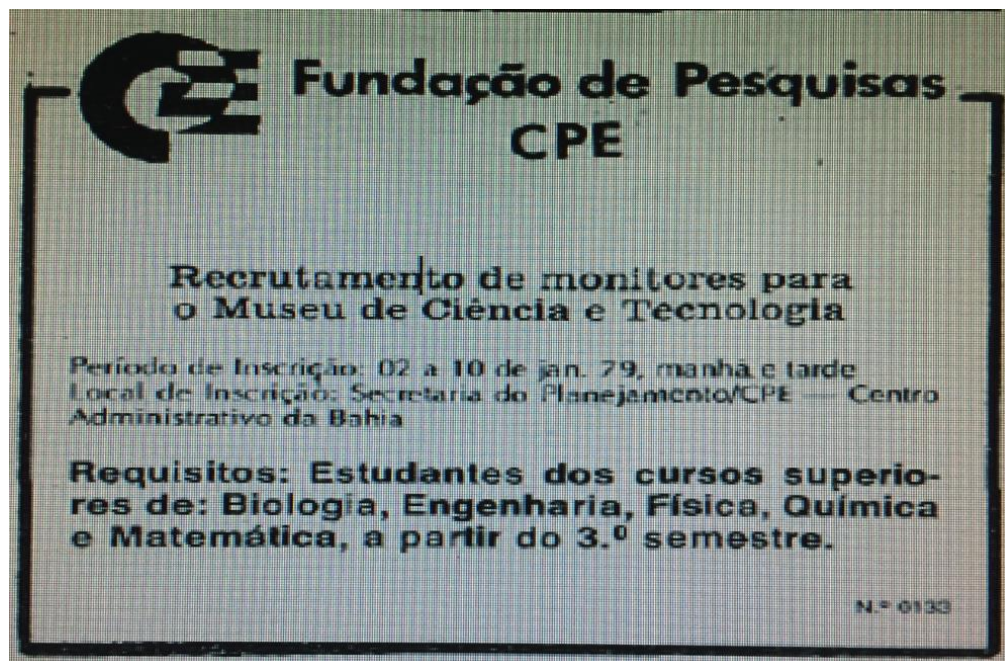 Fundação de Pesquisas
CPE
Recrutamento de monitores para
o Museu de Ciência e Tecnologia
Período de Inscrição: 02 a 10 de jan. 79, manhã e tarde
Local de Inscrição: Secretaria do Planejamento/CPE — Centro
Administrativo da Bahia
Requisitos: Estudantes dos cursos superio-
res de: Biologia, Engenharia, Física, Química
e Matemática, a partir do 3.º semestre.
N.º 0133